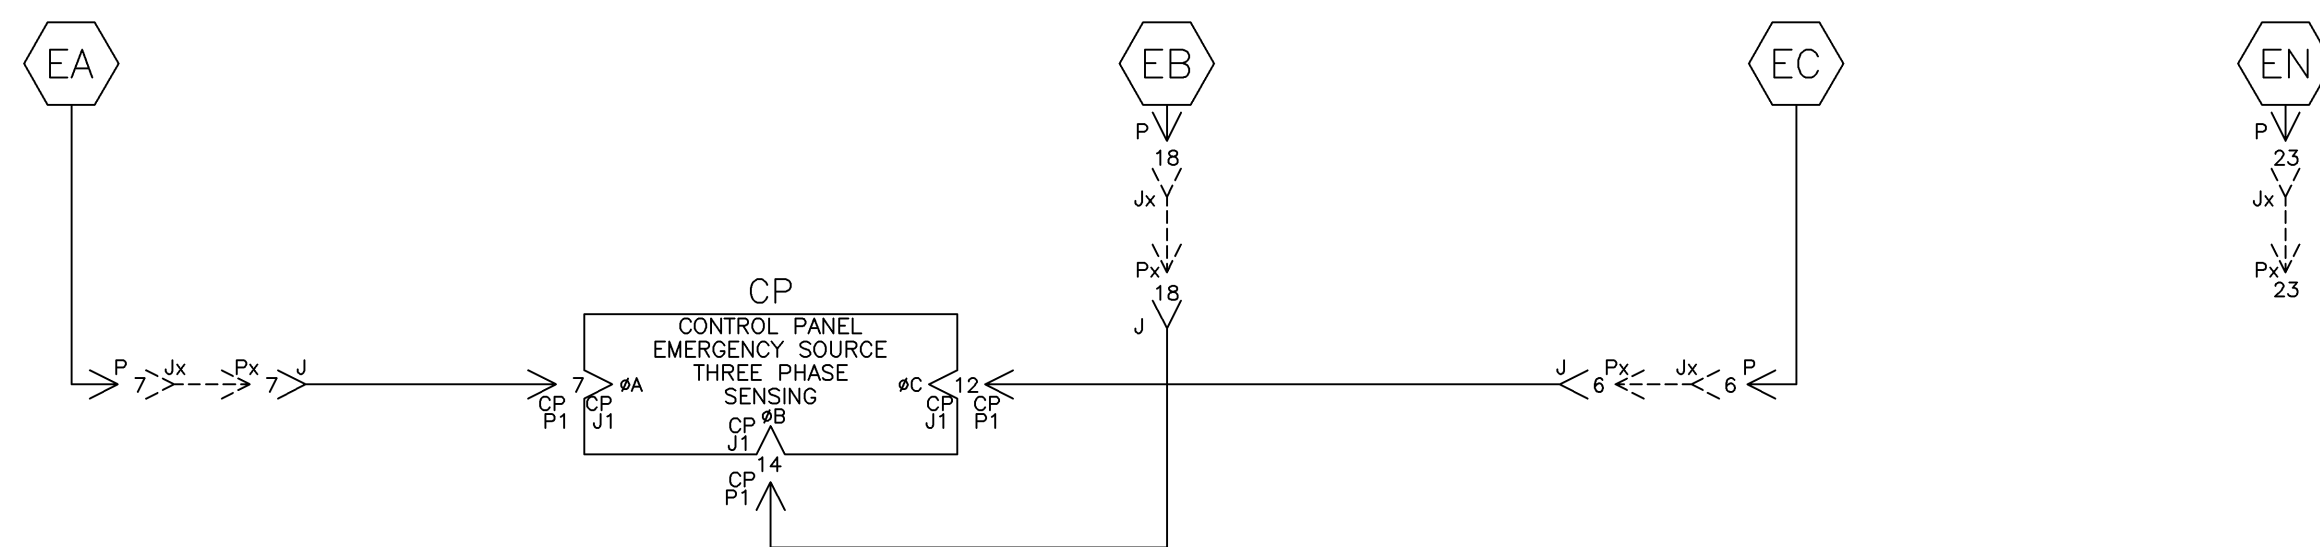 EA
EB
EC
EN
P
18
Jx
Px
18
J
P
23
Jx
Px
23
CP
CONTROL PANEL
EMERGENCY SOURCE
THREE PHASE
SENSING
P 7 Jx Px 7 J
7 øA
CP P1
CP J1
øC 12
CP J1
CP P1
J 6 Px Jx 6 P
øB
CP
J1
14
CP
P1